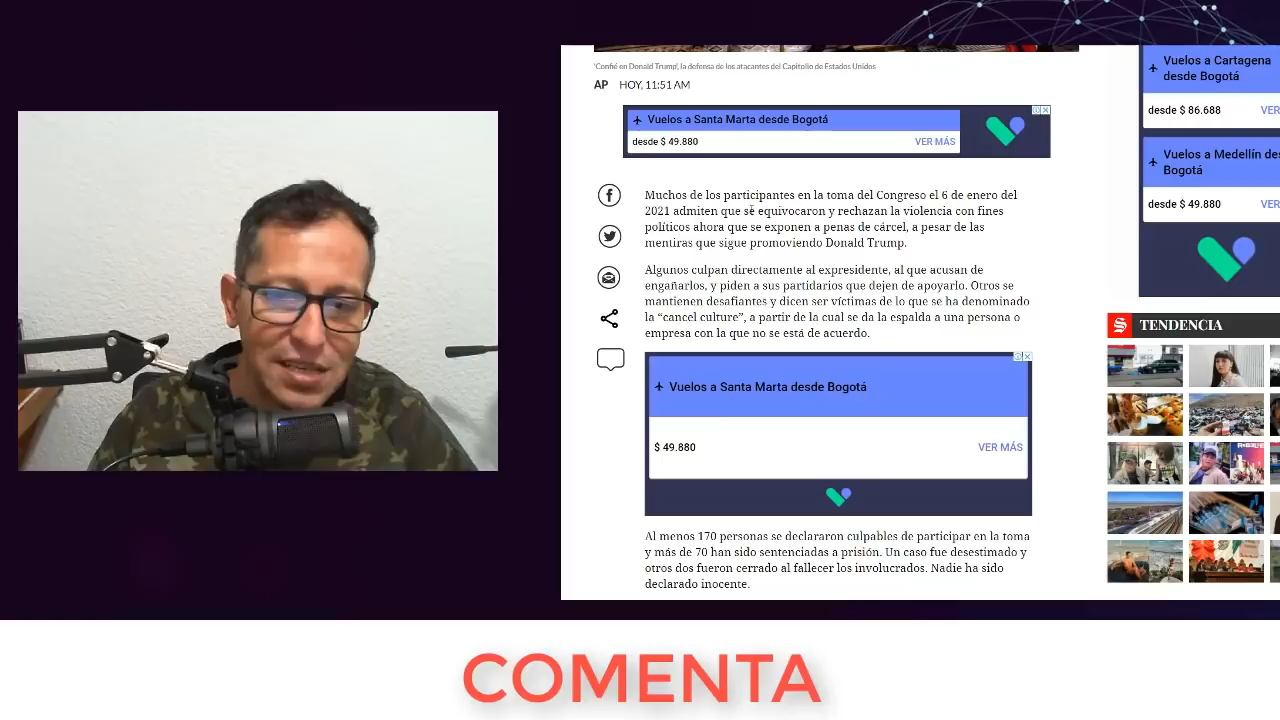 'Confié en Donald Trump', la defensa de los atacantes del Capitolio de Estados Unidos
AP HOY, 11:51 AM
Vuelos a Santa Marta desde Bogotá
desde $ 49.880
VER MÁS
Muchos de los participantes en la toma del Congreso el 6 de enero del
2021 admiten que se equivocaron y rechazan la violencia con fines
políticos ahora que se exponen a penas de cárcel, a pesar de las
mentiras que sigue promoviendo Donald Trump.
Algunos culpan directamente al expresidente, al que acusan de
engañarlos, y piden a sus partidarios que dejen de apoyarlo. Otros se
mantienen desafiantes y dicen ser víctimas de lo que se ha denominado
la “cancel culture”, a partir de la cual se da la espalda a una persona o
empresa con la que no se está de acuerdo.
Vuelos a Santa Marta desde Bogotá
$ 49.880
VER MÁS
Al menos 170 personas se declararon culpables de participar en la toma
y más de 70 han sido sentenciadas a prisión. Un caso fue desestimado y
otros dos fueron cerrado al fallecer los involucrados. Nadie ha sido
declarado inocente.
Vuelos a Cartagena
desde Bogotá
desde $ 86.688
VER
Vuelos a Medellín des
Bogotá
desde $ 49.880
VER
S TENDENCIA
COMENTA